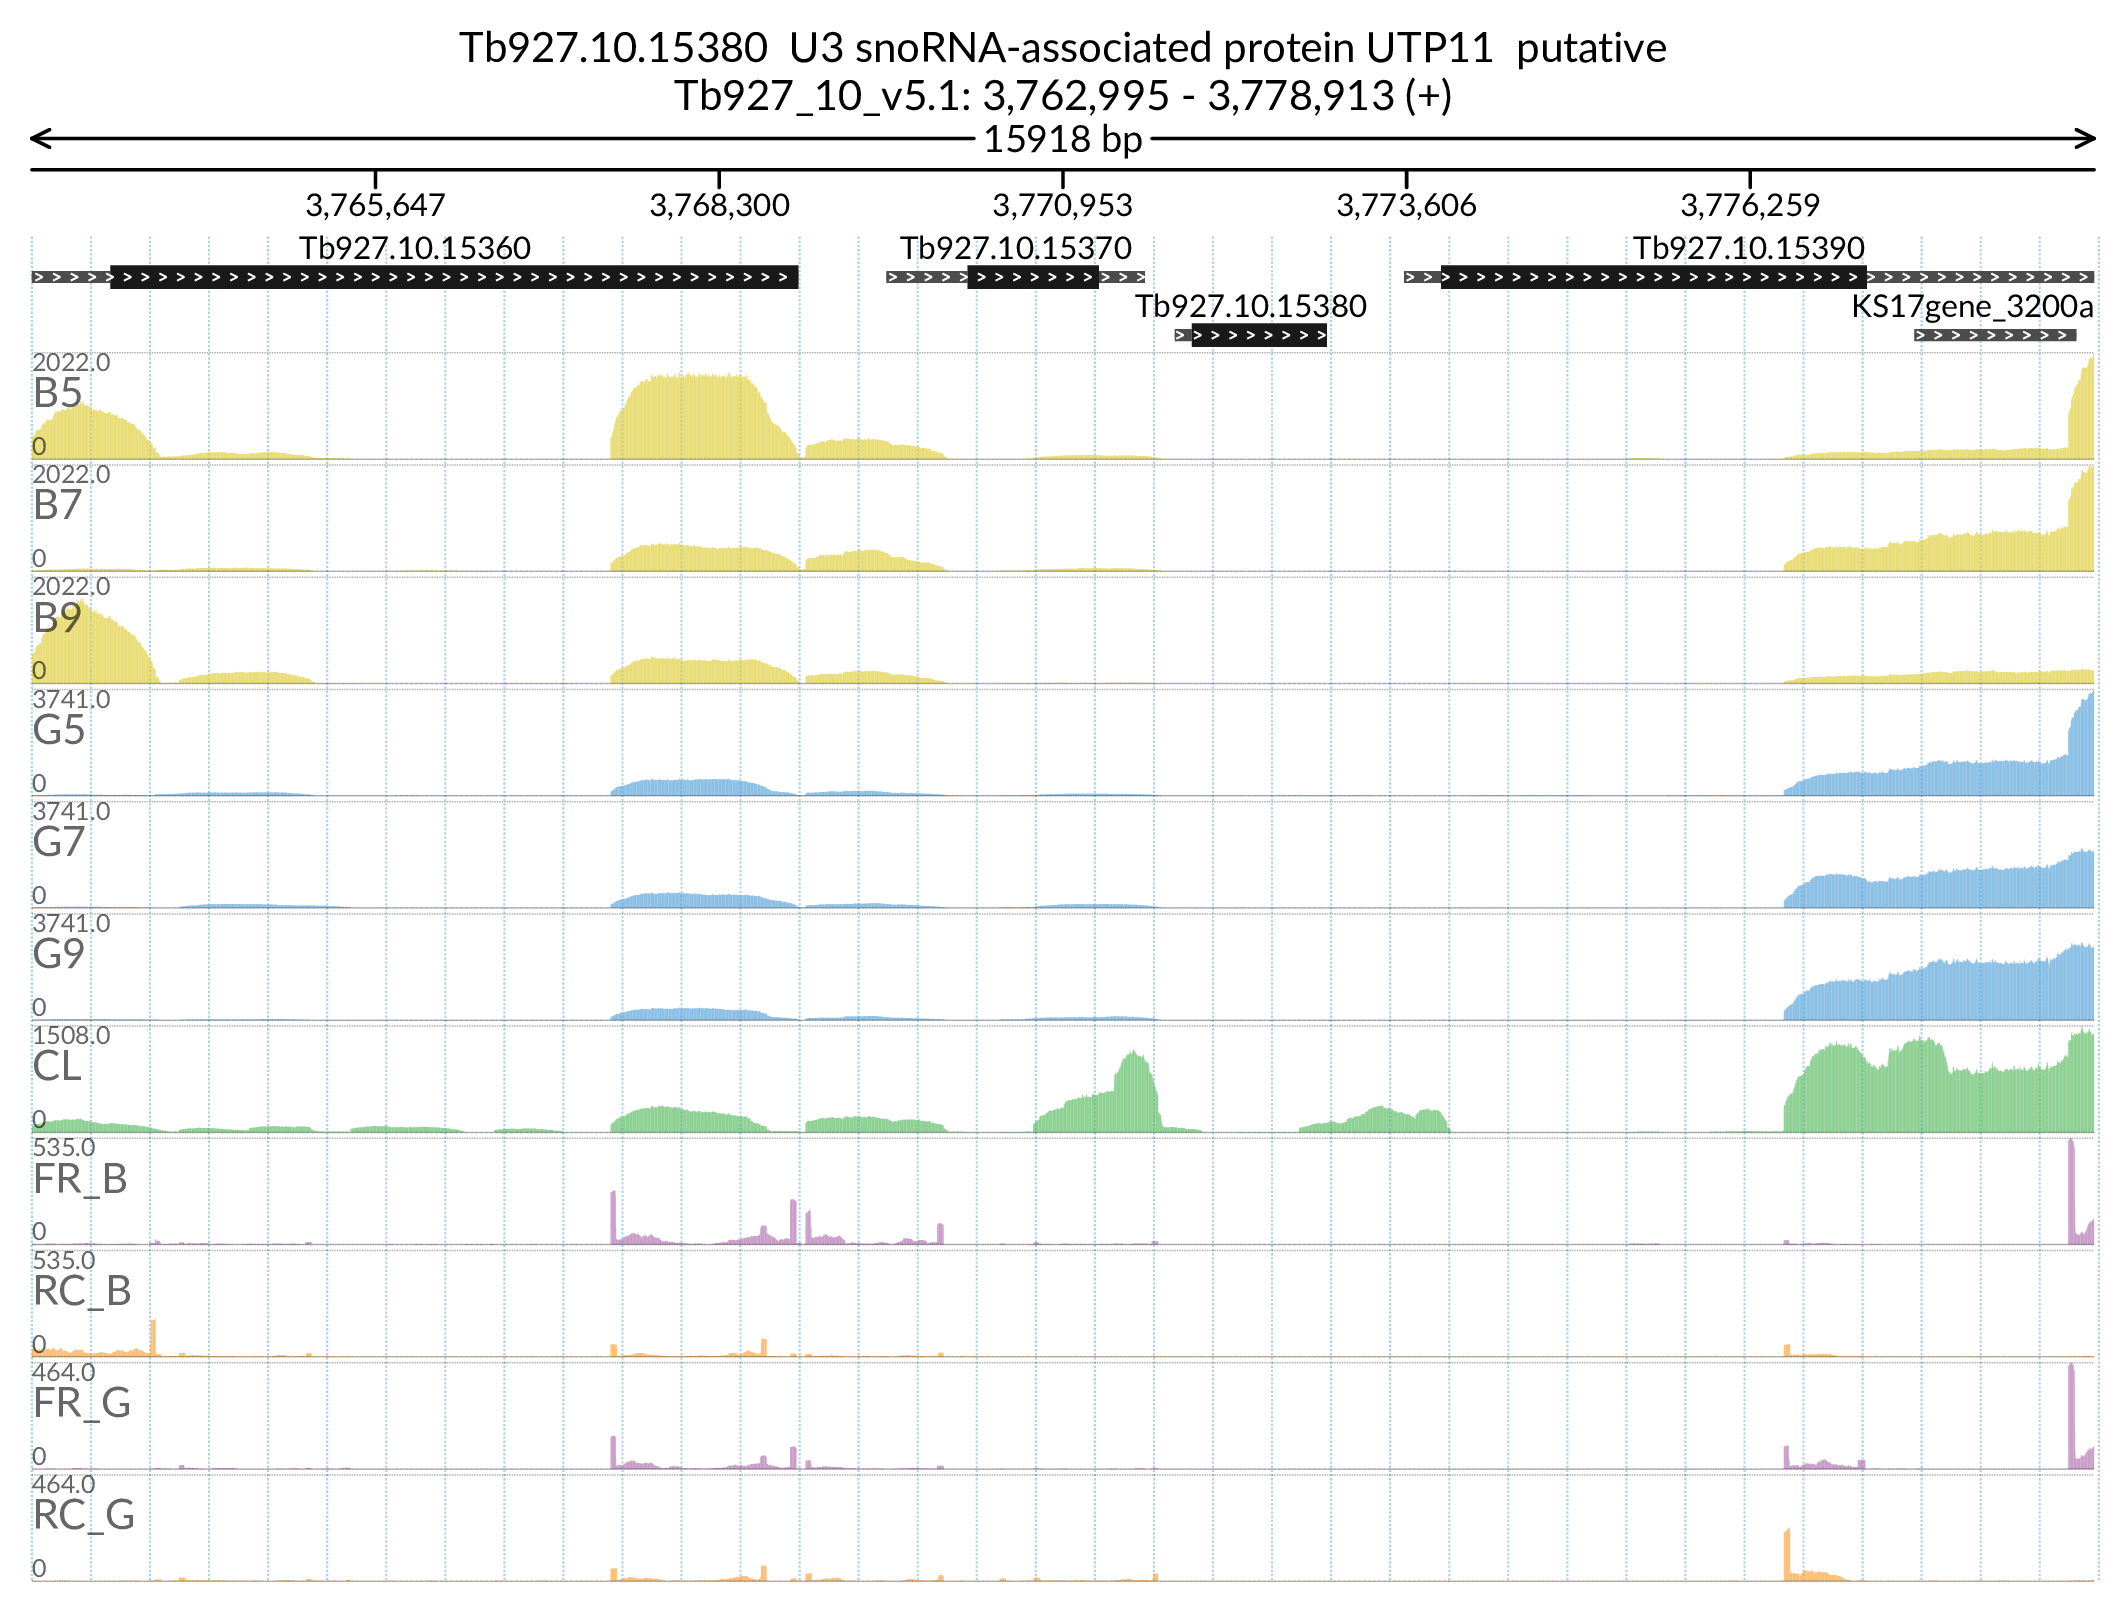 Tb927.10.15380  U3 snoRNA-associated protein UTP11  putative
Tb927_10_v5.1: 3,762,995 - 3,778,913 (+)
15918 bp
3,765,647 3,768,300 3,770,953 3,773,606 3,776,259
Tb927.10.15360 Tb927.10.15370 Tb927.10.15390
Tb927.10.15380 KS17gene_3200a
2022.0
B5
0
2022.0
B7
0
2022.0
B9
0
3741.0
G5
0
3741.0
G7
0
3741.0
G9
0
1508.0
CL
0
535.0
FR_B
0
535.0
RC_B
0
464.0
FR_G
0
464.0
RC_G
0